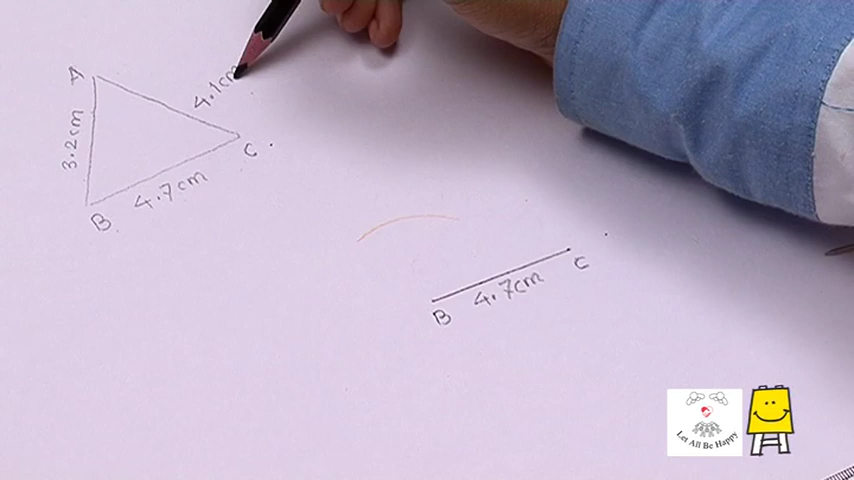 A
4.1cm
3.2cm
C
4.7cm
B
C
4.7cm
B
Let All Be Happy